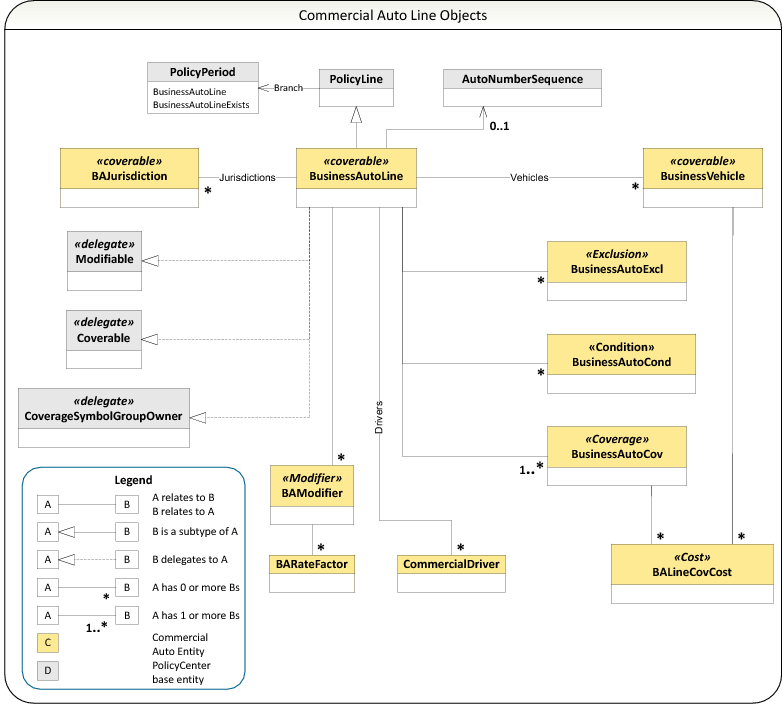 Commercial Auto Line Objects
PolicyPeriod
BusinessAutoLine
BusinessAutoLineExists
Branch
PolicyLine
AutoNumberSequence
0..1
«coverable»
BAJurisdiction
Jurisdictions
*
«coverable»
BusinessAutoLine
Vehicles
*
«coverable»
BusinessVehicle
«delegate»
Modifiable
«Exclusion»
BusinessAutoExcl
*
«delegate»
Coverable
«Condition»
BusinessAutoCond
*
«delegate»
CoverageSymbolGroupOwner
Drivers
«Coverage»
BusinessAutoCov
1..*
*
«Modifier»
BAModifier
*
BARateFactor
*
CommercialDriver
*
*
«Cost»
BALineCovCost
Legend
A
B
A relates to B
B relates to A
A
B
B is a subtype of A
A
B
B delegates to A
A
B
A has 0 or more Bs
*
A
B
A has 1 or more Bs
1..*
C
Commercial
Auto Entity
D
PolicyCenter
base entity